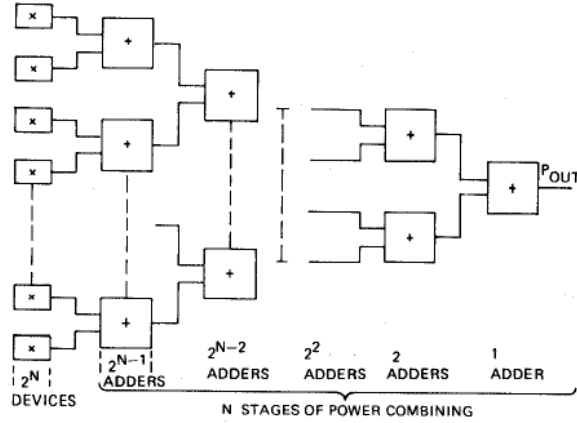 × + × + × + × P_OUT + + × + + ×
2^N DEVICES
2^{N-1} ADDERS
2^{N-2} ADDERS
2^2 ADDERS
2 ADDERS
1 ADDER
N STAGES OF POWER COMBINING